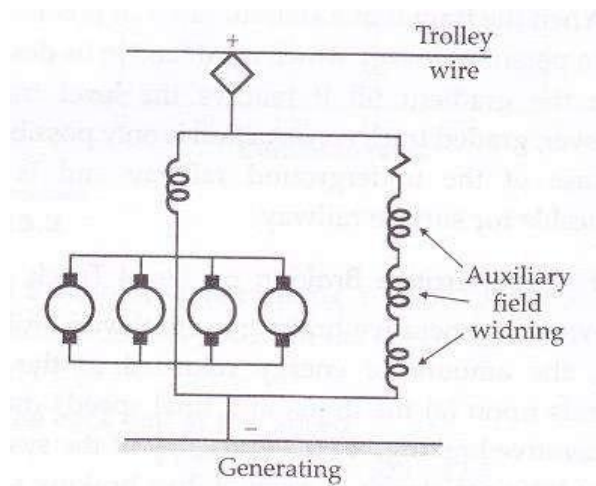 +
Trolley
wire
Auxiliary
field
widning
−
Generating